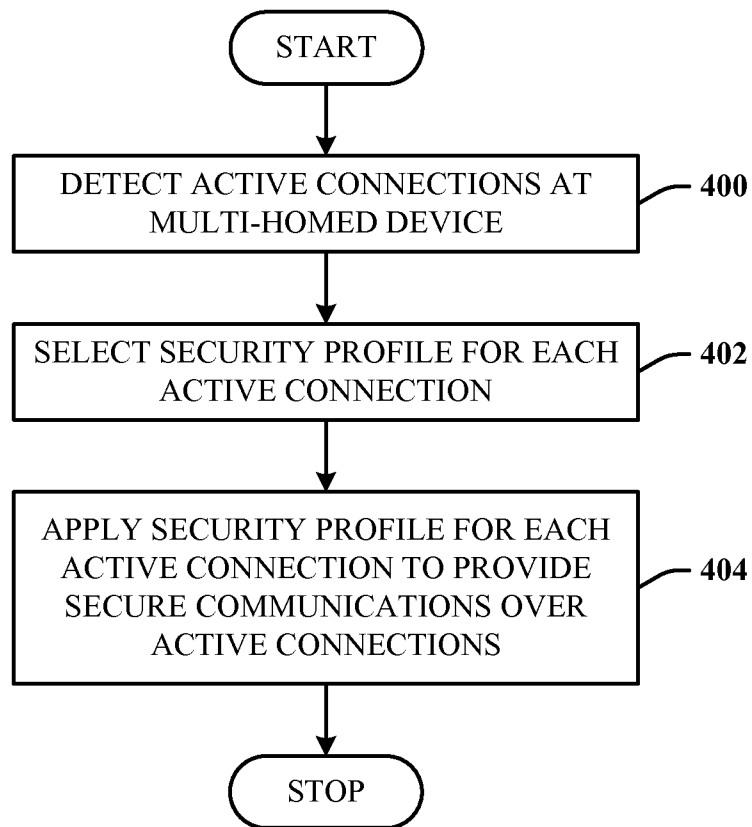 START
DETECT ACTIVE CONNECTIONS AT
MULTI-HOMED DEVICE
400
SELECT SECURITY PROFILE FOR EACH
ACTIVE CONNECTION
402
APPLY SECURITY PROFILE FOR EACH
ACTIVE CONNECTION TO PROVIDE
SECURE COMMUNICATIONS OVER
ACTIVE CONNECTIONS
404
STOP